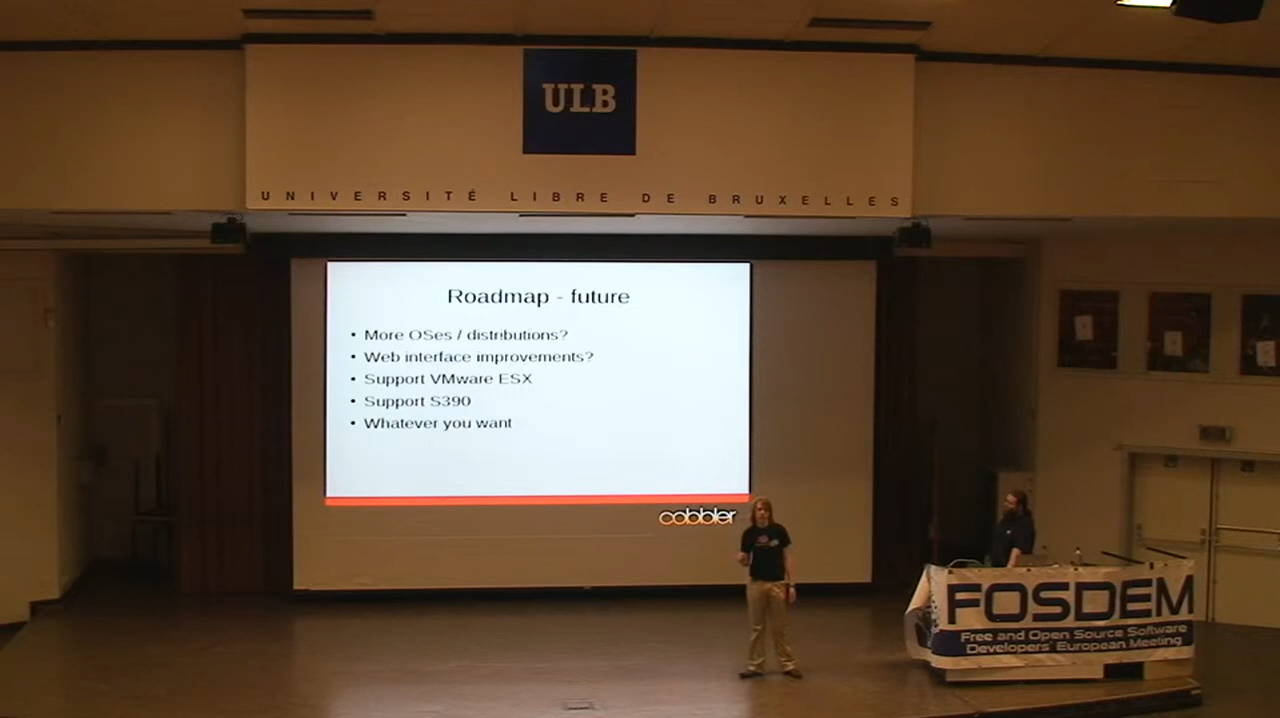 ULB
UNIVERSITÉ LIBRE DE BRUXELLES
Roadmap - future
• More OSes / distributions?
• Web interface improvements?
• Support VMware ESX
• Support S390
• Whatever you want
cobbler
FOSDEM
Free and Open Source Software
Developers' European Meeting